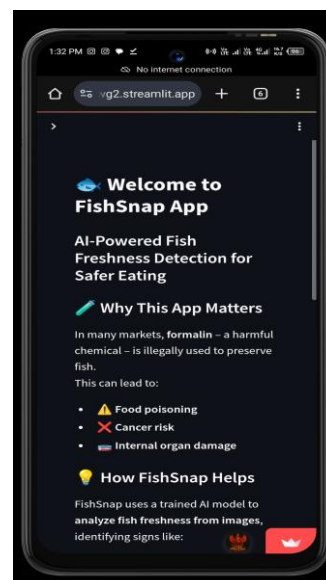 1:32 PM
No internet connection
vg2.streamlit.app
6
Welcome to
FishSnap App
AI-Powered Fish
Freshness Detection for
Safer Eating
Why This App Matters
In many markets, formalin – a harmful
chemical – is illegally used to preserve
fish.
This can lead to:
• Food poisoning
• Cancer risk
• Internal organ damage
How FishSnap Helps
FishSnap uses a trained AI model to
analyze fish freshness from images,
identifying signs like: